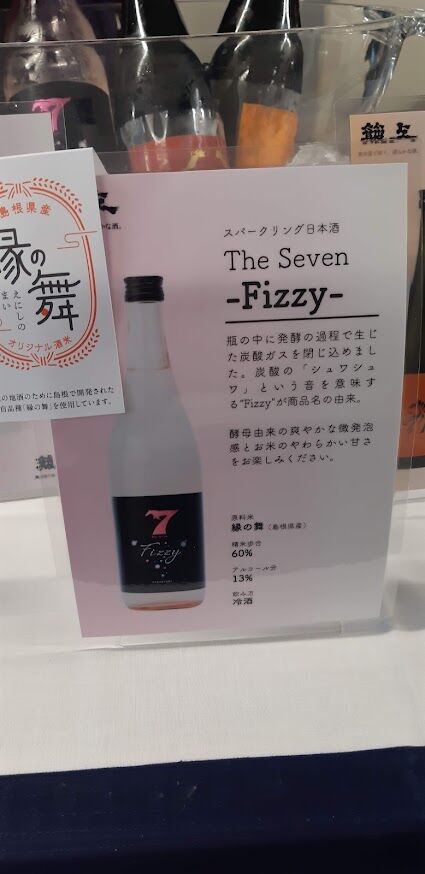 島根県産
縁の舞
えにしの
まい
オリジナル酒米
の地酒のために島根で開発された
自品種「縁の舞」を使用しています。
スパークリング日本酒
The Seven
-Fizzy-
瓶の中に発酵の過程で生じ
た炭酸ガスを閉じ込めまし
た。炭酸の「シュワシュ
ワ」という音を意味す
る"Fizzy"が商品名の由来。
酵母由来の爽やかな微発泡
感とお米のやわらかい甘さ
をお楽しみください。
7
Fizzy
原料米
縁の舞(島根県産)
精米歩合
60%
アルコール分
13%
飲み方
冷酒